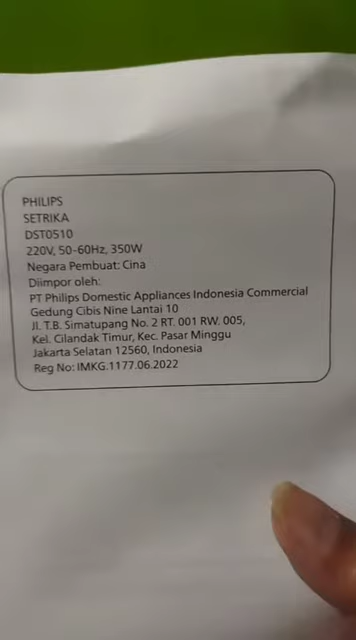 PHILIPS
SETRIKA
DST0510
220V, 50-60Hz, 350W
Negara Pembuat: Cina
Diimpor oleh:
PT Philips Domestic Appliances Indonesia Commercial
Gedung Cibis Nine Lantai 10
Jl. T.B. Simatupang No. 2 RT. 001 RW. 005,
Kel. Cilandak Timur, Kec. Pasar Minggu
Jakarta Selatan 12560, Indonesia
Reg No: IMKG.1177.06.2022